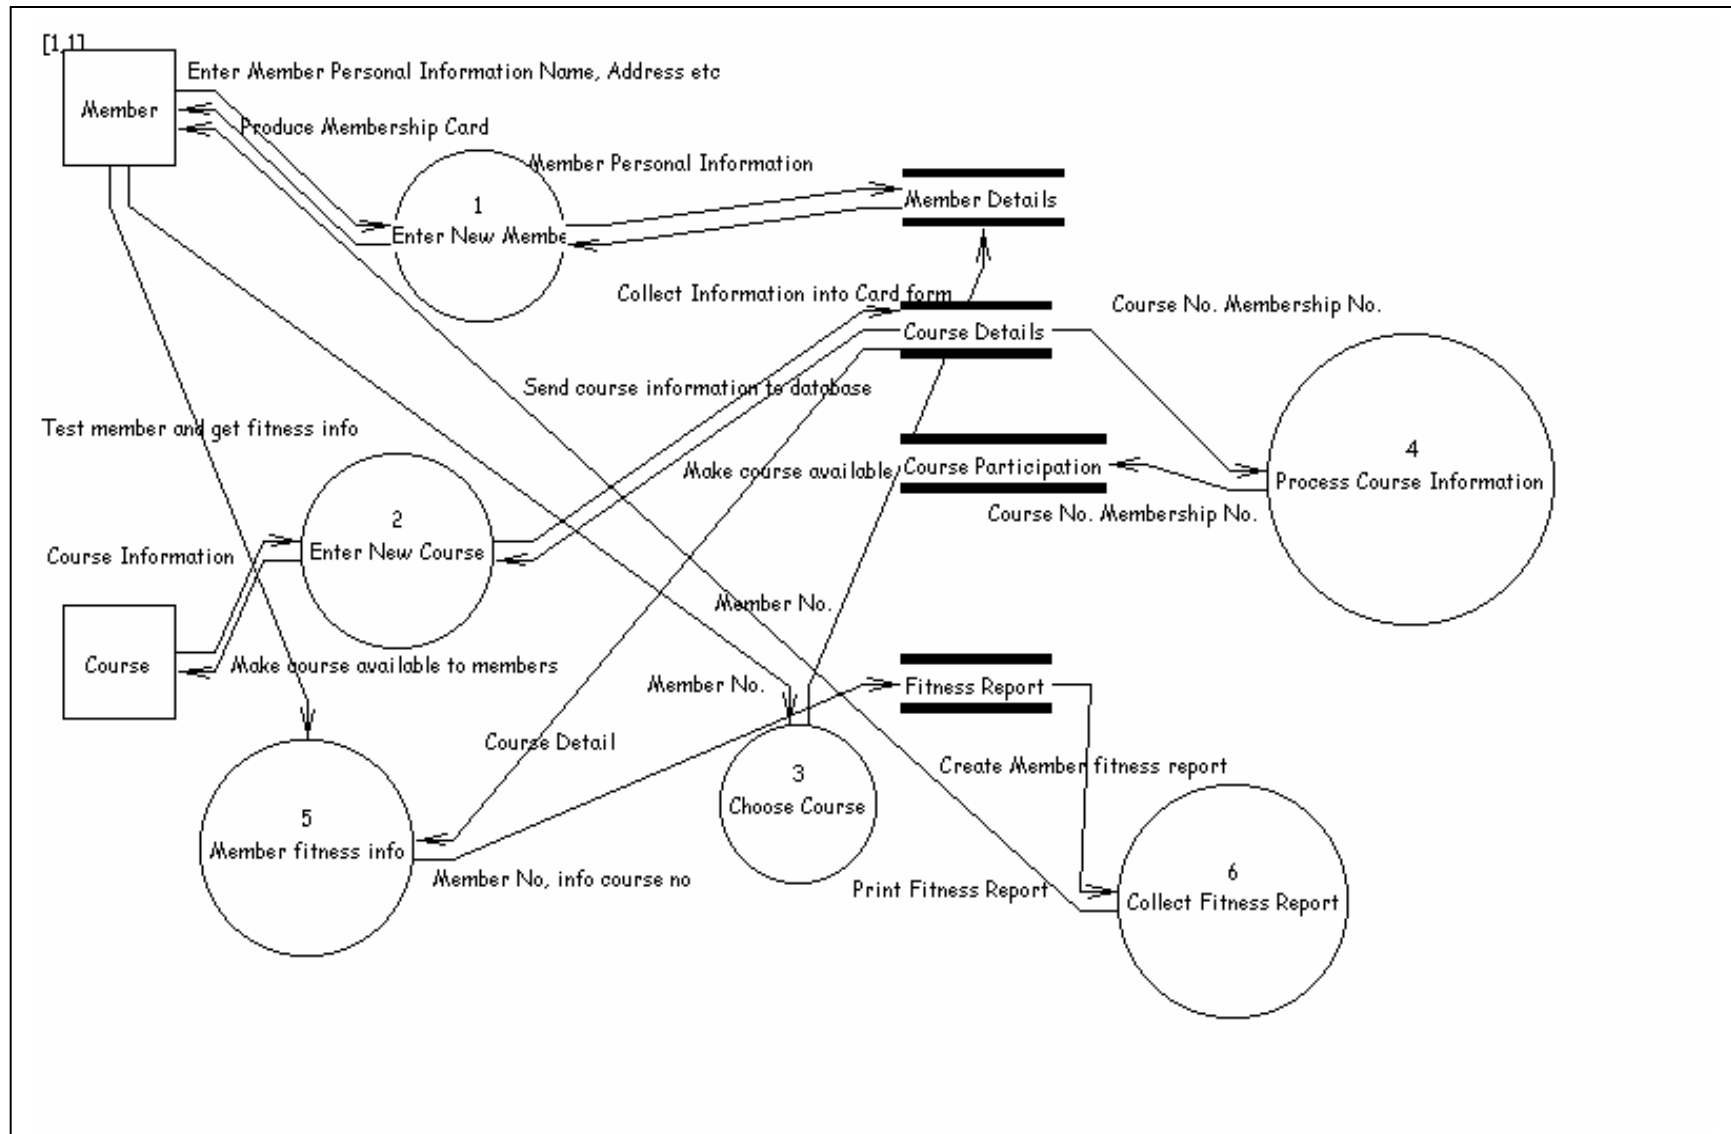 [1,1]
Enter Member Personal Information Name, Address etc
Member
Produce Membership Card
Member Personal Information
1
Enter New Membe
Member Details
Collect Information into Card form
Course No. Membership No.
Course Details
Send course information to database
Test member and get fitness info
4
Process Course Information
Make course available
Course Participation
Course No. Membership No.
2
Enter New Course
Course Information
Member No.
Course
Make course available to members
Member No.
Fitness Report
Course Detail
Create Member fitness report
3
Choose Course
5
Member fitness info
Member No, info course no
Print Fitness Report
6
Collect Fitness Report